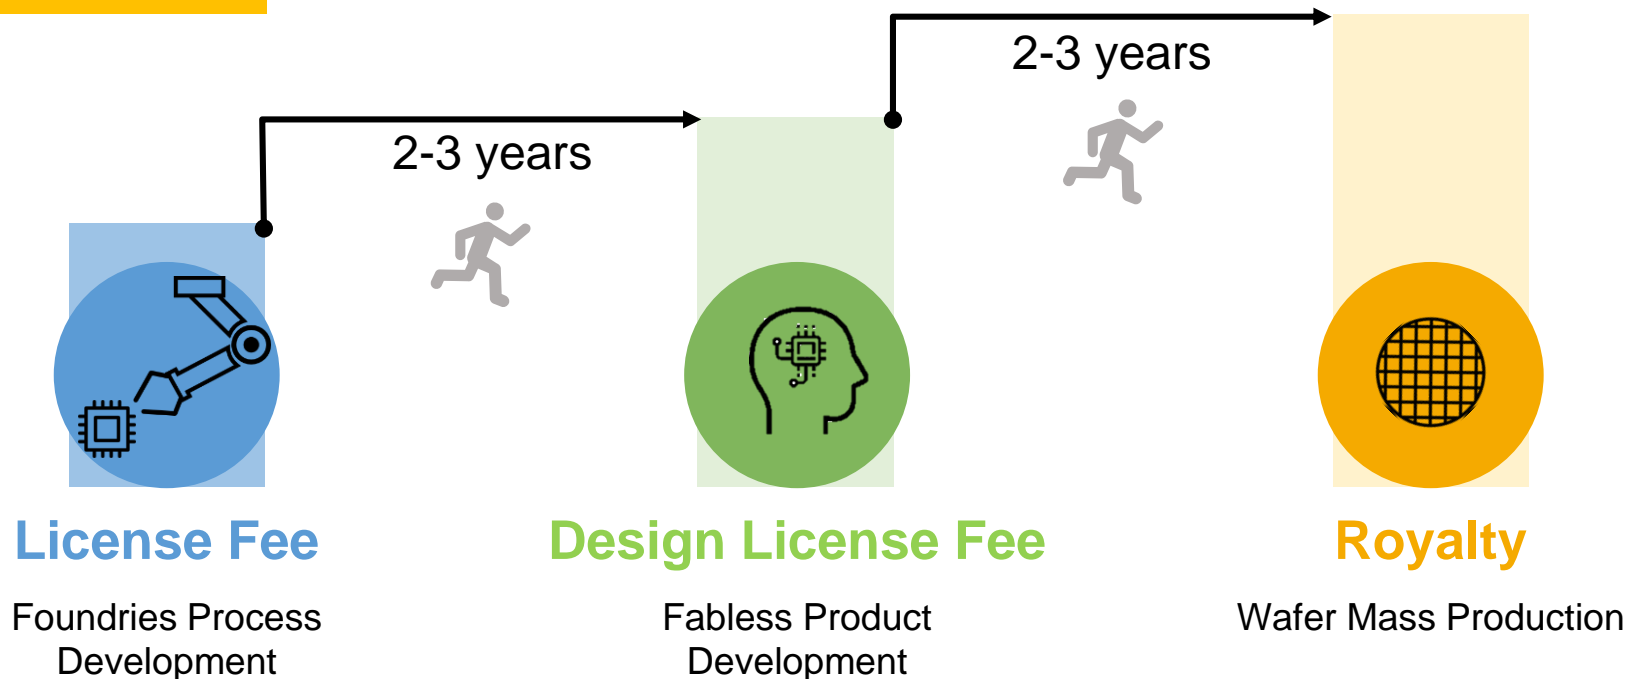 2-3 years
2-3 years
License Fee
Foundries Process
Development
Design License Fee
Fabless Product
Development
Royalty
Wafer Mass Production